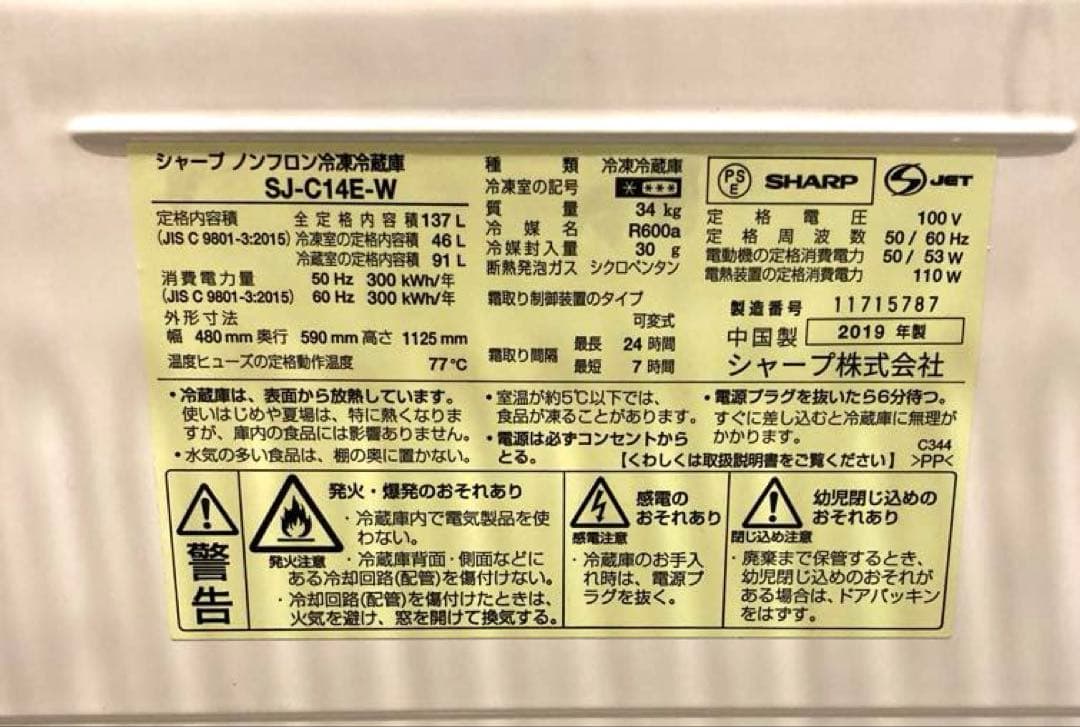 シャープ ノンフロン冷凍冷蔵庫
SJ-C14E-W
定格内容積 全定格内容積 137 L
(JIS C 9801-3:2015) 冷凍室の定格内容積 46 L
冷蔵室の定格内容積 91 L
消費電力量 50 Hz 300 kWh/年
(JIS C 9801-3:2015) 60 Hz 300 kWh/年
外形寸法
幅 480 mm 奥行 590 mm 高さ 1125 mm
温度ヒューズの定格動作温度 77℃
種類 冷凍冷蔵庫
冷凍室の記号 * ***
質量 34 kg
冷媒名 R600a
冷媒封入量 30 g
断熱発泡ガス シクロペンタン
霜取り制御装置のタイプ
可変式
霜取り間隔 最長 24 時間
最短 7 時間
PS E SHARP JET
定格電圧 100 V
定格周波数 50 / 60 Hz
電動機の定格消費電力 50 / 53 W
電熱装置の定格消費電力 110 W
製造番号 11715787
中国製 2019 年製
シャープ株式会社
・冷蔵庫は、表面から放熱しています。
使いはじめや夏場は、特に熱くなりま
すが、庫内の食品には影響ありません。
・水気の多い食品は、棚の奥に置かない。
・室温が約5℃以下では、
食品が凍ることがあります。
・電源は必ずコンセントから
とる。
・電源プラグを抜いたら6分待つ。
すぐに差し込むと冷蔵庫に無理が
かかります。
C344
【くわしくは取扱説明書をご覧ください】 >PP<
警告
発火・爆発のおそれあり
発火注意
・冷蔵庫内で電気製品を使
わない。
・冷蔵庫背面・側面などに
ある冷却回路(配管)を傷付けない。
・冷却回路(配管)を傷付けたときは、
火気を避け、窓を開けて換気する。
感電の
おそれあり
感電注意
・冷蔵庫のお手入
れ時は、電源プ
ラグを抜く。
幼児閉じ込めの
おそれあり
閉じ込め注意
・廃棄まで保管するとき、
幼児閉じ込めのおそれが
ある場合は、ドアパッキン
をはずす。